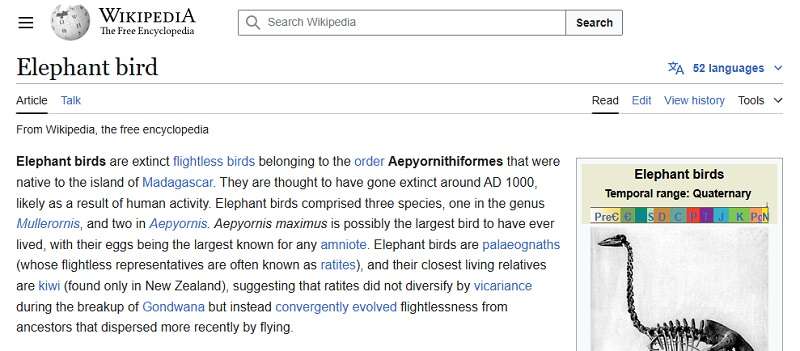 WIKIPEDIA
The Free Encyclopedia
Search Wikipedia
Search
Elephant bird
52 languages
Article Talk
Read Edit View history Tools
From Wikipedia, the free encyclopedia
Elephant birds are extinct flightless birds belonging to the order Aepyornithiformes that were
native to the island of Madagascar. They are thought to have gone extinct around AD 1000,
likely as a result of human activity. Elephant birds comprised three species, one in the genus
Mullerornis, and two in Aepyornis. Aepyornis maximus is possibly the largest bird to have ever
lived, with their eggs being the largest known for any amniote. Elephant birds are palaeognaths
(whose flightless representatives are often known as ratites), and their closest living relatives
are kiwi (found only in New Zealand), suggesting that ratites did not diversify by vicariance
during the breakup of Gondwana but instead convergently evolved flightlessness from
ancestors that dispersed more recently by flying.
Elephant birds
Temporal range: Quaternary
PreꞒ Ꞓ O S D C P T J K Pg N